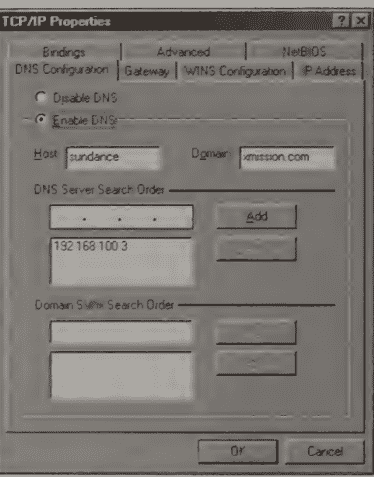 TCP/IP Properties
Bindings Advanced NetBIOS
DNS Configuration Gateway WINS Configuration IP Address
Disable DNS
Enable DNS
Host: sundance Domain: xmission.com
DNS Server Search Order
. . . Add
192.168.100.3
Domain Suffix Search Order
OK Cancel